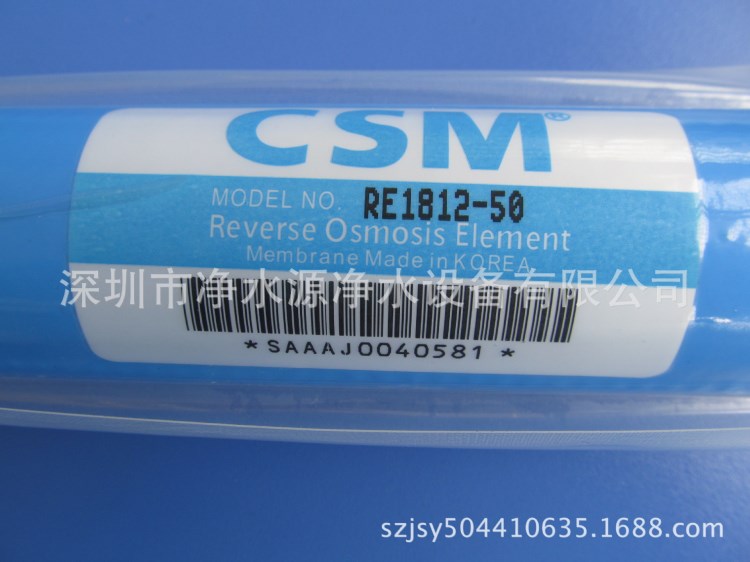 CSM®
MODEL NO. RE1812-50
Reverse Osmosis Element
Membrane Made in KOREA
深圳市净水源净水设备有限公司
*SAAAJ0040581*
szjsy504410635.1688.com